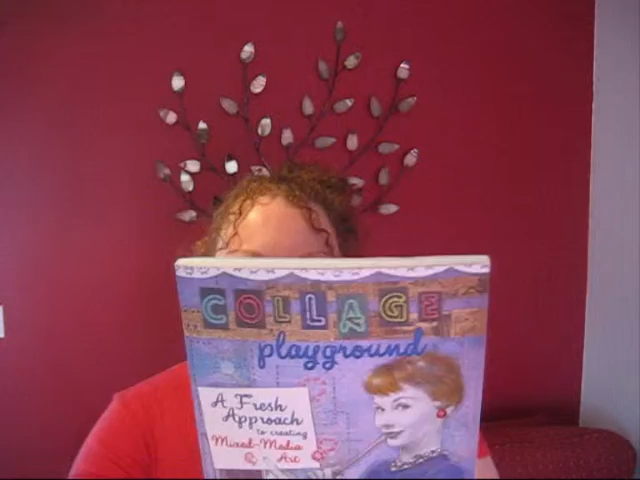 COLLAGE
playground
A Fresh
Approach
to creating
Mixed-Media
Art